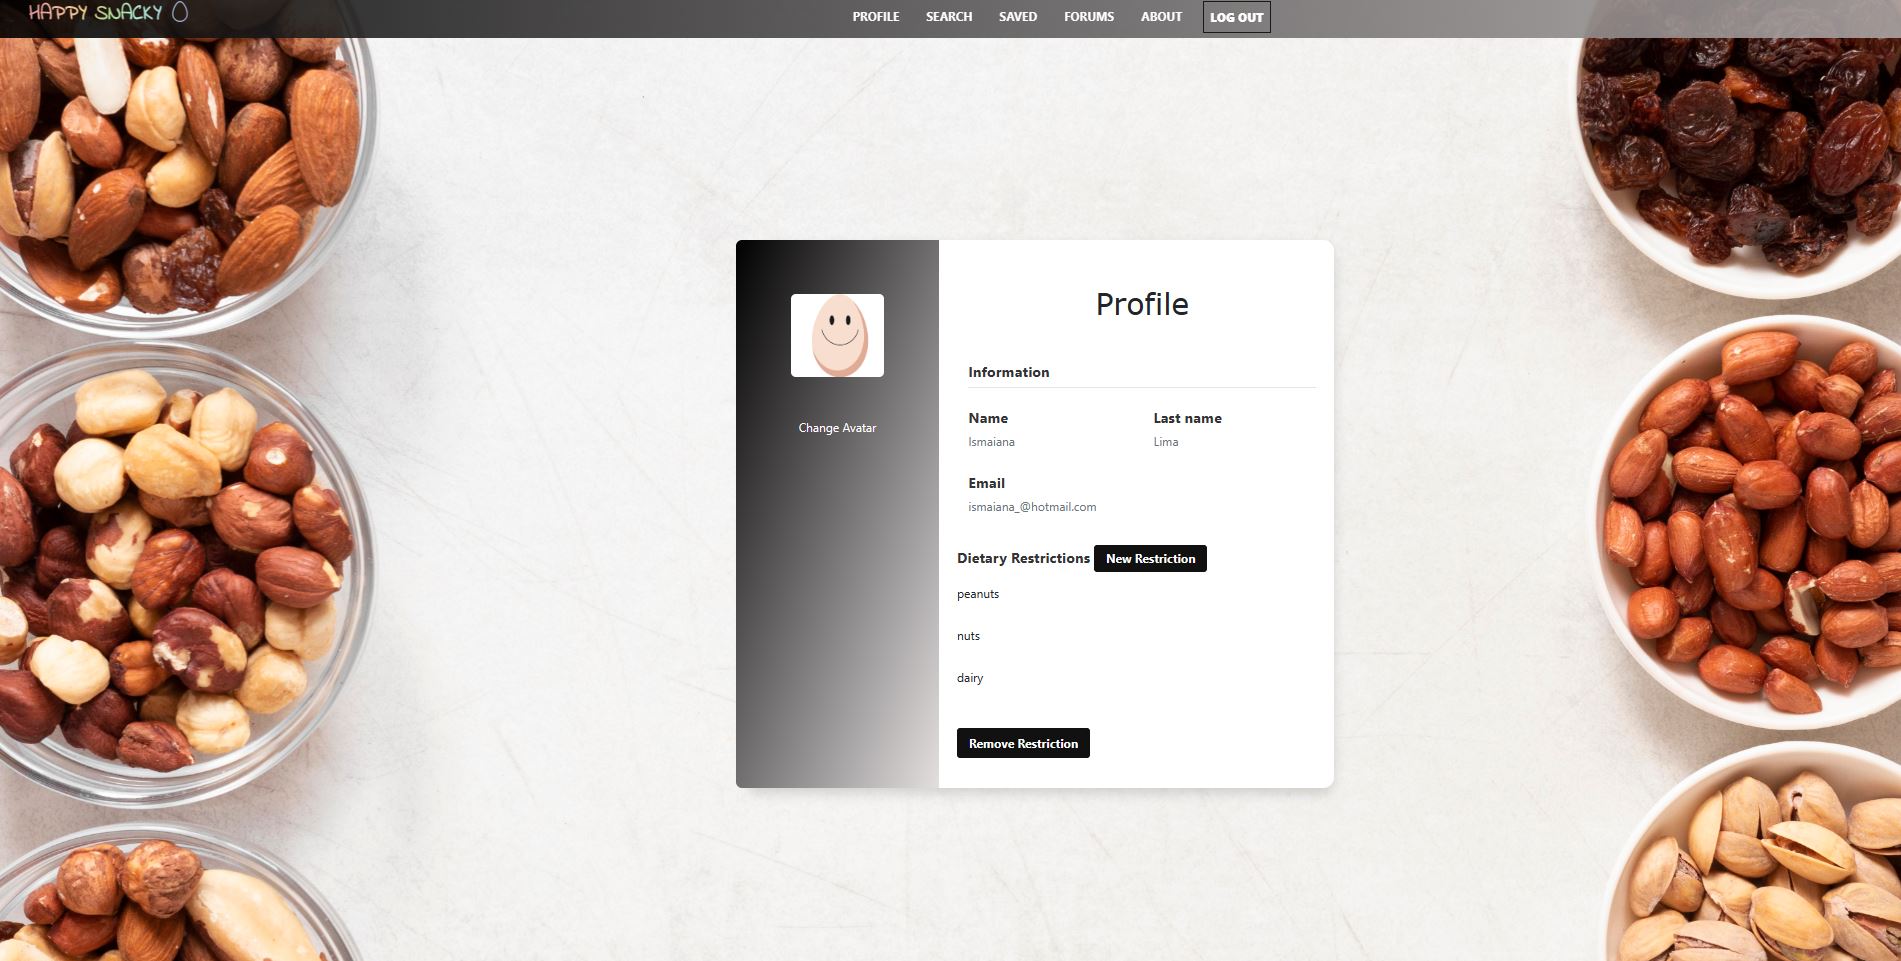 HAPPY SNACKY
PROFILE SEARCH SAVED FORUMS ABOUT LOG OUT
Change Avatar
Profile
Information
Name Last name
Ismaiana Lima
Email
ismaiana_@hotmail.com
Dietary Restrictions New Restriction
peanuts
nuts
dairy
Remove Restriction